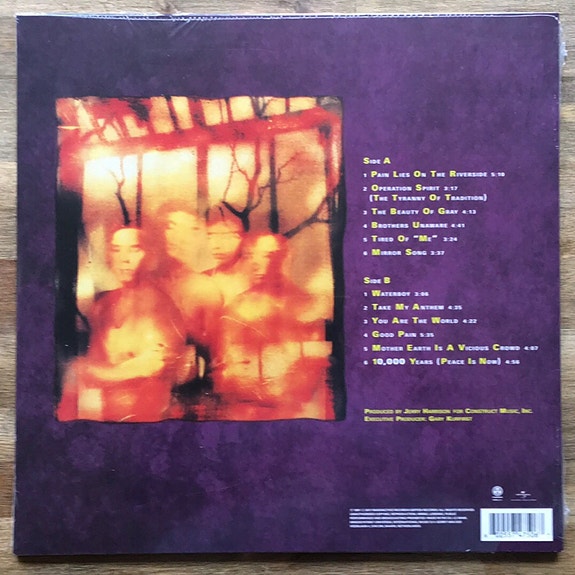 Side A
1 Pain Lies On The Riverside 5:10
2 Operation Spirit 3:17
(The Tyranny Of Tradition)
3 The Beauty Of Gray 4:13
4 Brothers Unaware 4:41
5 Tired Of "Me" 3:24
6 Mirror Song 3:37
Side B
1 Waterboy 3:06
2 Take My Anthem 4:25
3 You Are The World 4:22
4 Good Pain 5:35
5 Mother Earth Is A Vicious Crowd 4:07
6 10,000 Years (Peace Is Now) 4:56
Produced by Jerry Harrison for Construct Music, Inc.
Executive Producer: Gary Kurfirst